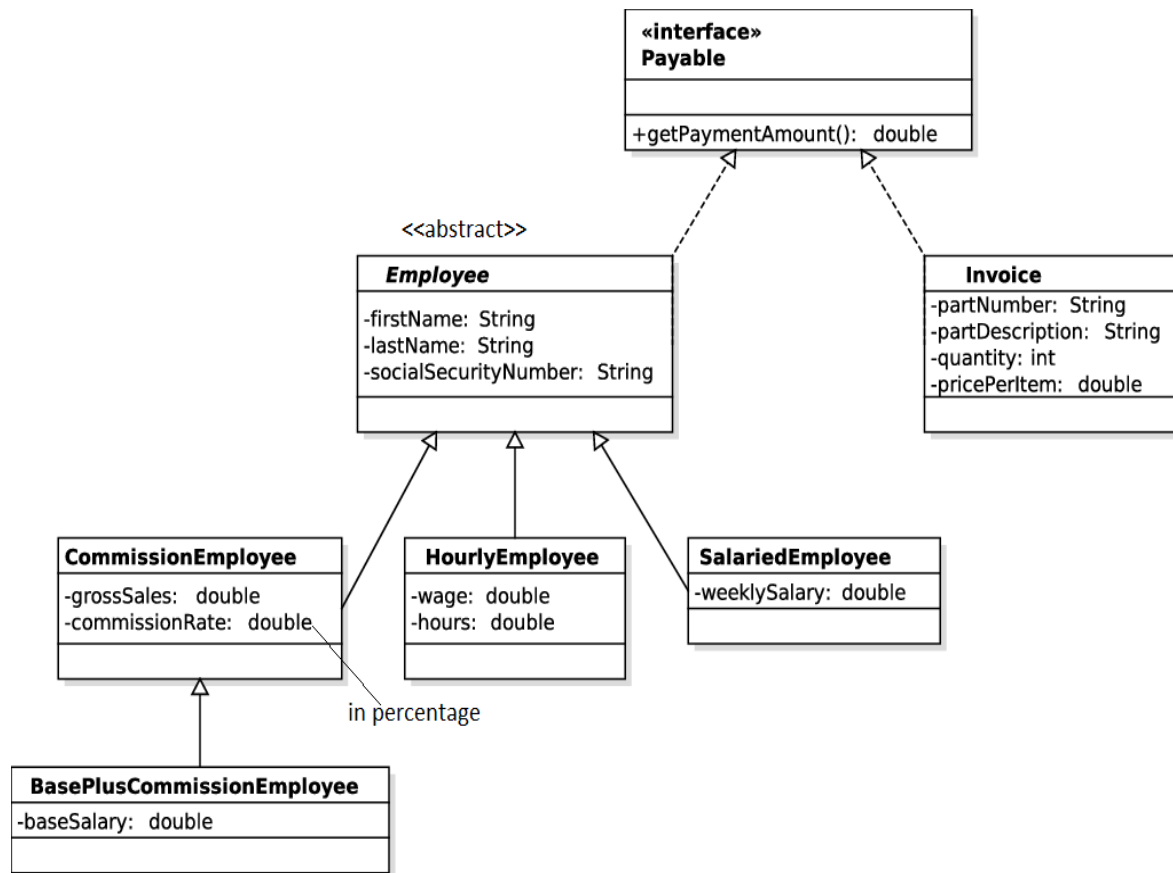 «interface»
Payable
+getPaymentAmount(): double
<<abstract>>
Employee
-firstName: String
-lastName: String
-socialSecurityNumber: String
Invoice
-partNumber: String
-partDescription: String
-quantity: int
-pricePerItem: double
CommissionEmployee
-grossSales: double
-commissionRate: double
in percentage
HourlyEmployee
-wage: double
-hours: double
SalariedEmployee
-weeklySalary: double
BasePlusCommissionEmployee
-baseSalary: double